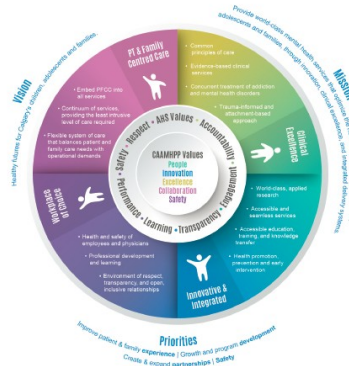 Vision
Healthy futures for Calgary's children, adolescents and families.
Mission
Provide world-class mental health services that optimize the
adolescents and families, through innovation, clinical excellence and integrated delivery systems.
PT & Family
Centred Care
• Embed PFCC into
all services
• Continuum of services,
providing the least intrusive
level of care required
• Flexible system of care
that balances patient and
family care needs with
operational demands
• Common
principles of care
• Evidence-based clinical
services
• Concurrent treatment of addiction
and mental health disorders
• Trauma-informed and
attachment-based
approach
Clinical
Excellence
• Safety • Respect • AHS Values • Accountability • Engagement • Transparency • Learning • Performance
CAAMHPP Values
People
Innovation
Excellence
Collaboration
Safety
Workplace
of Choice
• Health and safety of
employees and physicians
• Professional development
and learning
• Environment of respect,
transparency, and open,
inclusive relationships
• World-class, applied
research
• Accessible and
seamless services
• Accessible education,
training, and knowledge
transfer
• Health promotion,
prevention and early
intervention
Innovative &
Integrated
Priorities
Improve patient & family experience | Growth and program development
Create & expand partnerships | Safety